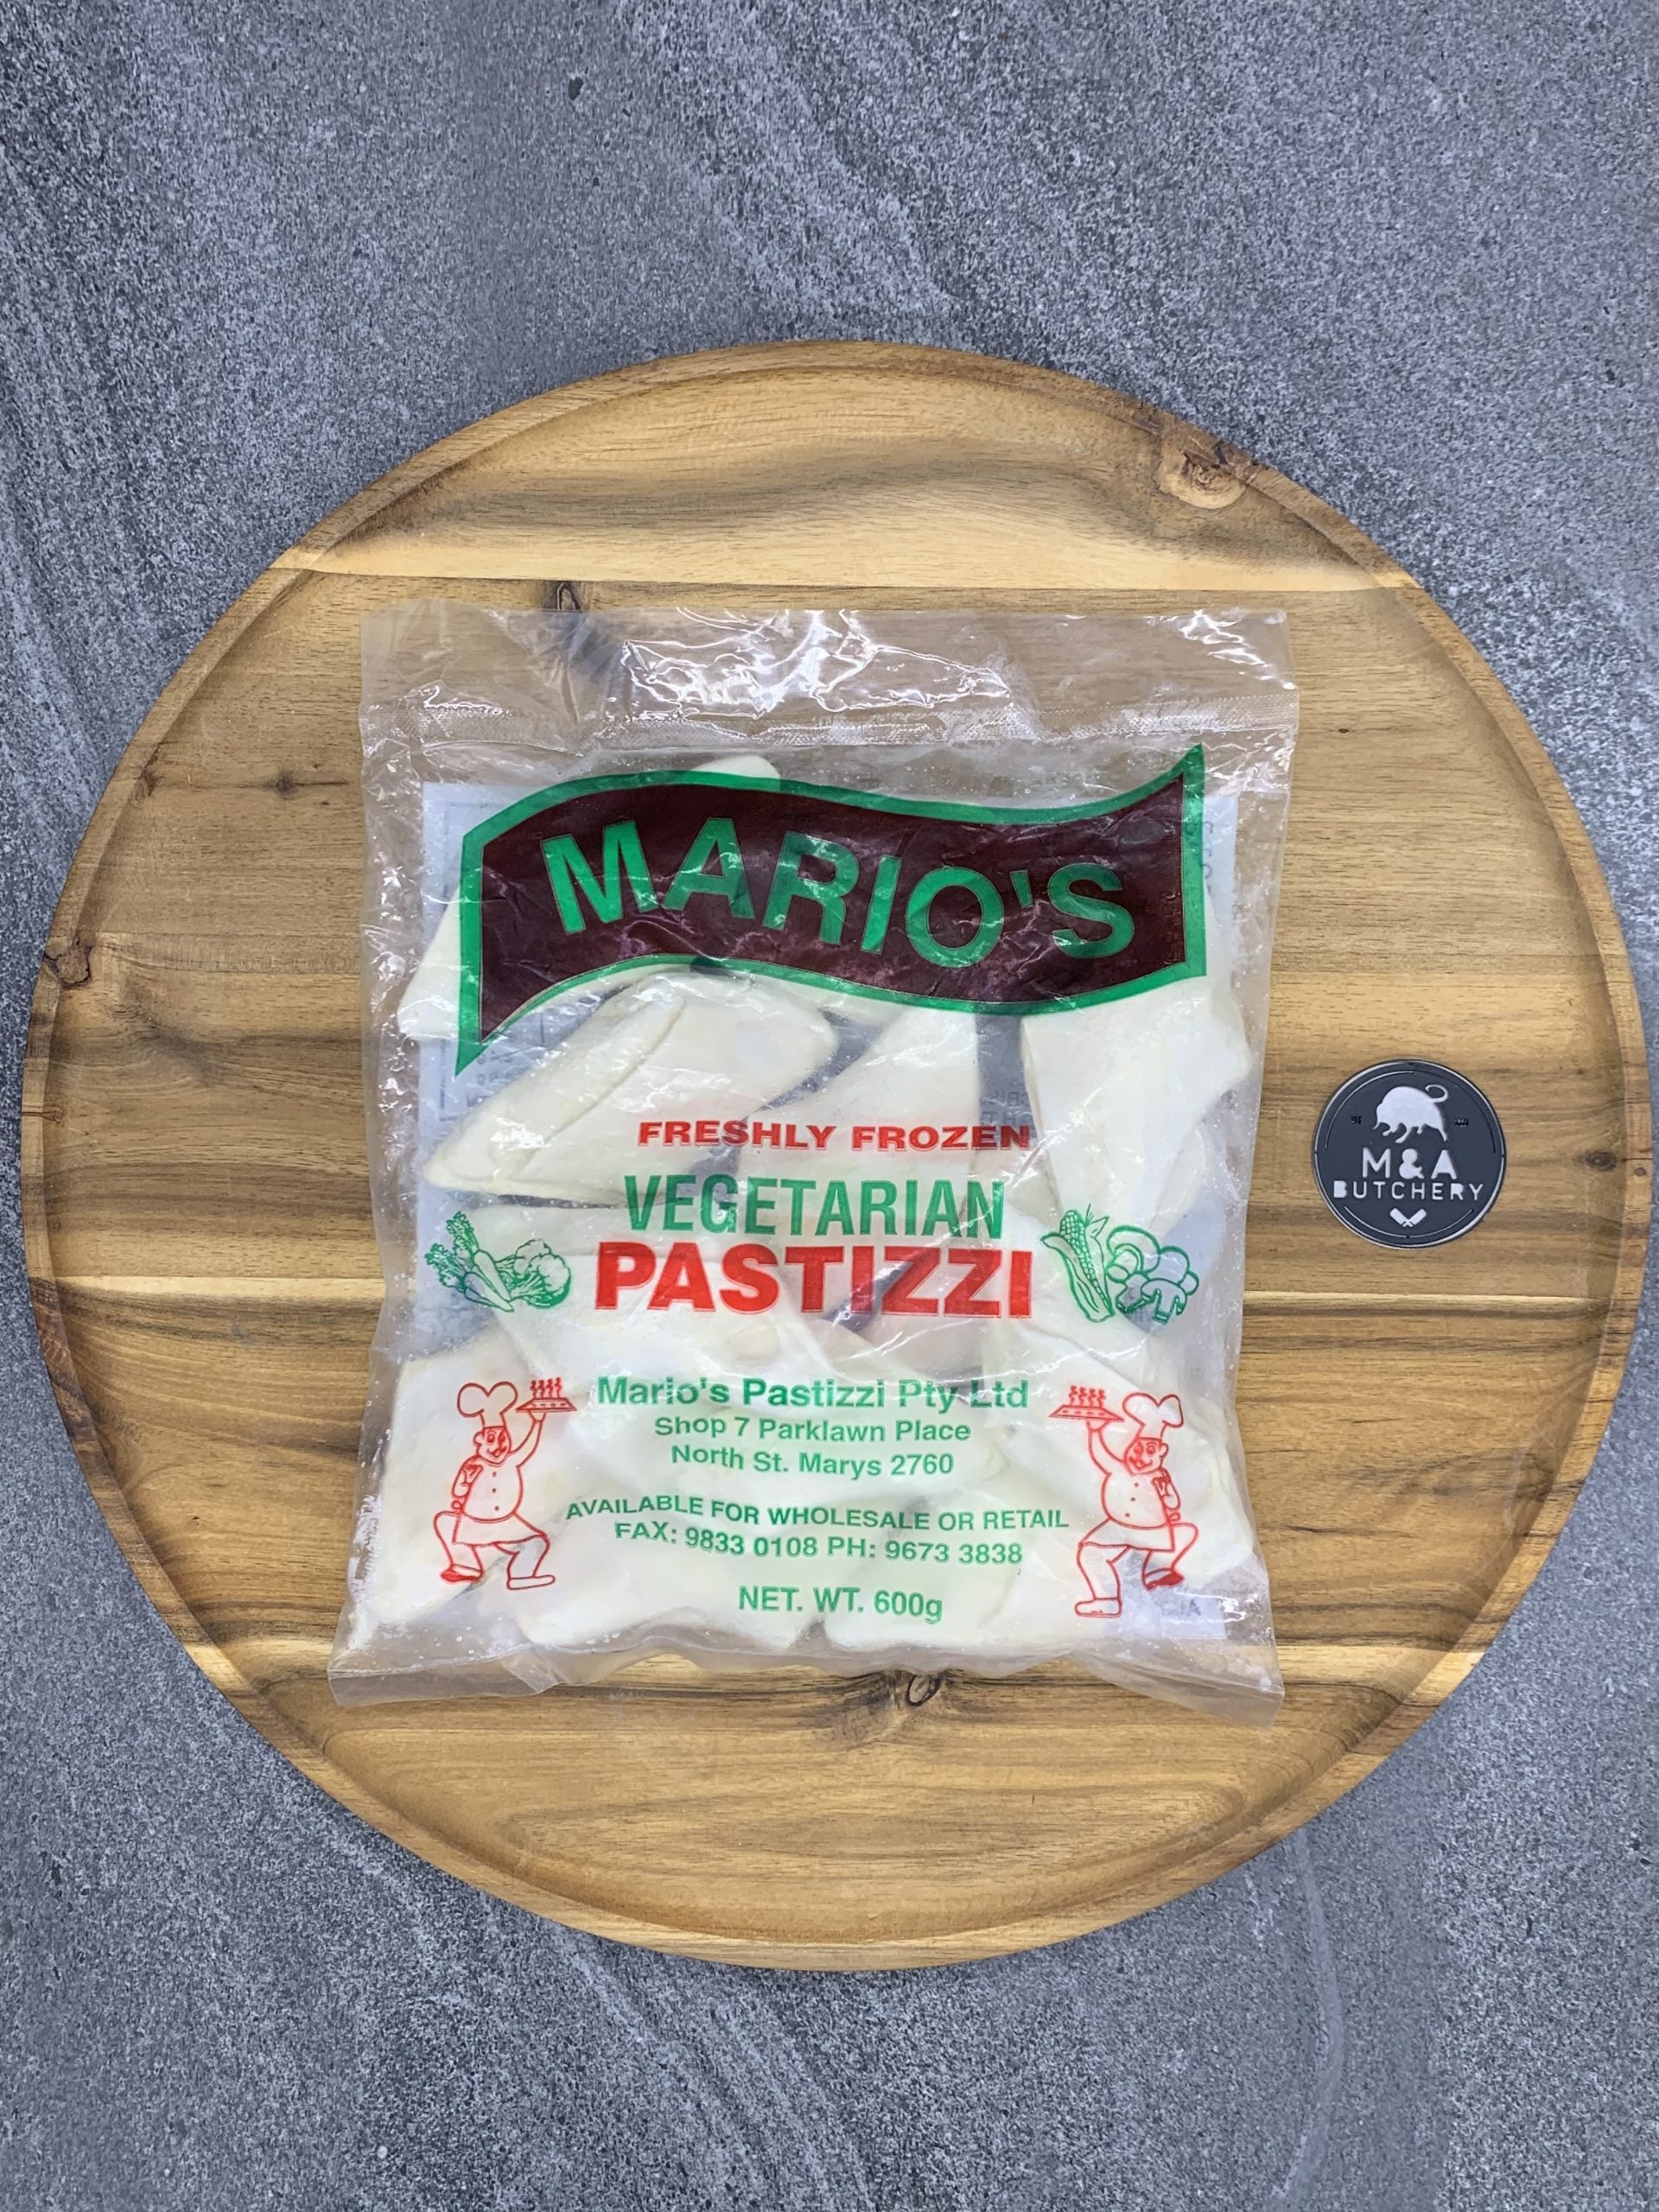 MARIO'S
FRESHLY FROZEN
VEGETARIAN
PASTIZZI
Mario's Pastizzi Pty Ltd
Shop 7 Parklawn Place
North St. Marys 2760
AVAILABLE FOR WHOLESALE OR RETAIL
FAX: 9833 0108 PH: 9673 3838
NET. WT. 600g
M&A
BUTCHERY